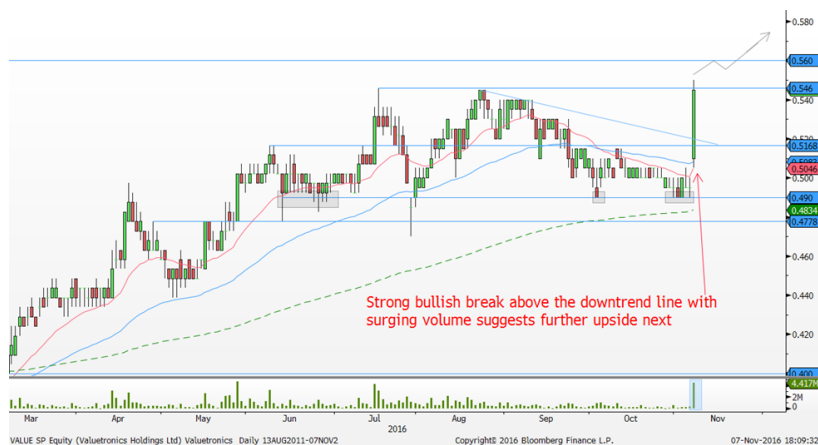 0.580
0.560
0.546
0.540
0.5168
0.5046
0.500
0.490
0.4834
0.4778
0.460
0.440
0.420
0.400
Strong bullish break above the downtrend line with
surging volume suggests further upside next
4.417M
2M
0
Mar Apr May Jun Jul Aug Sep Oct Nov
2016
VALUE SP Equity (Valuetronics Holdings Ltd) Valuetronics Daily 13AUG2011-07NOV2 Copyright© 2016 Bloomberg Finance L.P. 07-Nov-2016 18:09:32